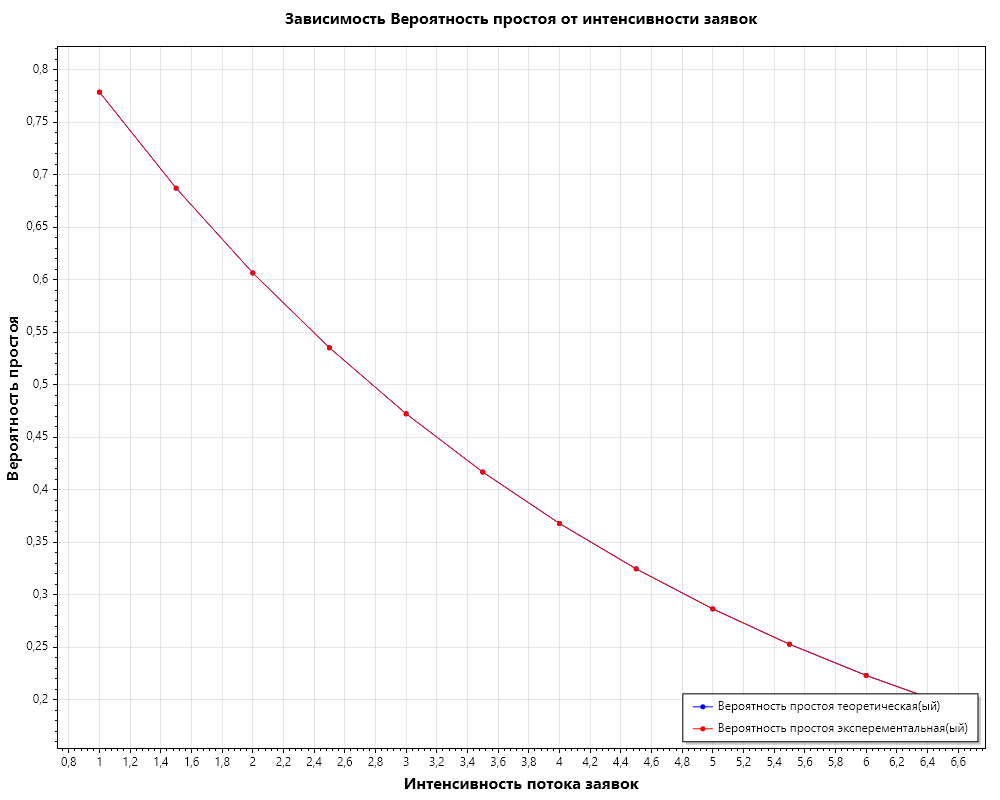 Зависимость Вероятность простоя от интенсивности заявок
0,8
0,75
0,7
0,65
0,6
0,55
0,5
0,45
0,4
0,35
0,3
0,25
0,2
Вероятность простоя
Вероятность простоя теоретическая(ый)
Вероятность простоя эксперементальная(ый)
0,8 1 1,2 1,4 1,6 1,8 2 2,2 2,4 2,6 2,8 3 3,2 3,4 3,6 3,8 4 4,2 4,4 4,6 4,8 5 5,2 5,4 5,6 5,8 6 6,2 6,4 6,6
Интенсивность потока заявок